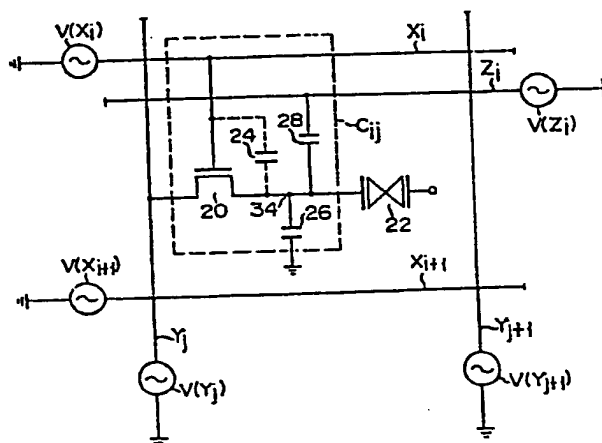 V(Xi)
Xi
Zi
V(Zi)
24
28
Cij
20
34
26
22
V(Xi+1)
Xi+1
Yj
Yj+1
V(Yj)
V(Yj+1)